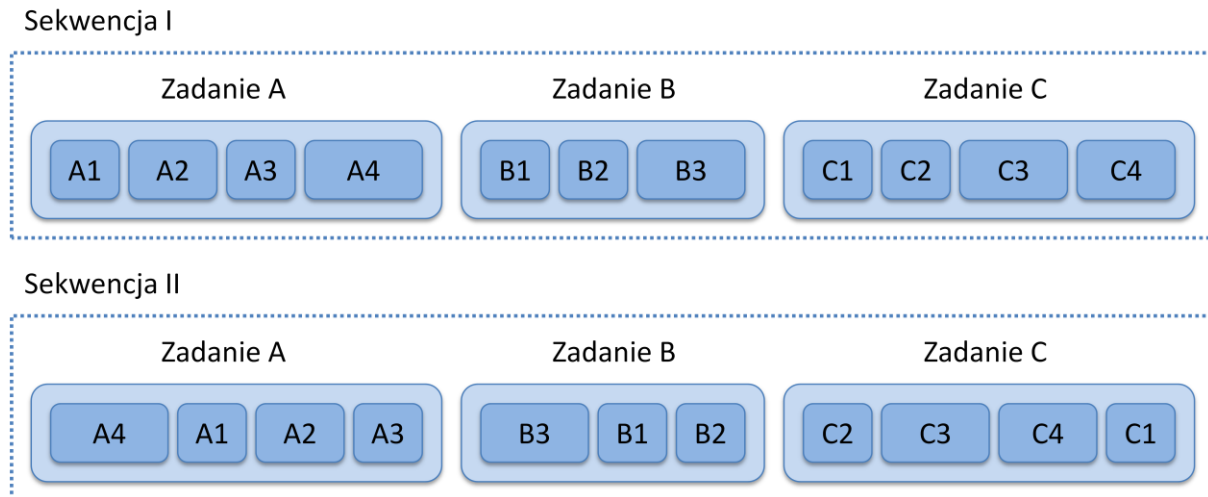 Sekwencja I
Zadanie A Zadanie B Zadanie C
A1 A2 A3 A4 B1 B2 B3 C1 C2 C3 C4
Sekwencja II
Zadanie A Zadanie B Zadanie C
A4 A1 A2 A3 B3 B1 B2 C2 C3 C4 C1